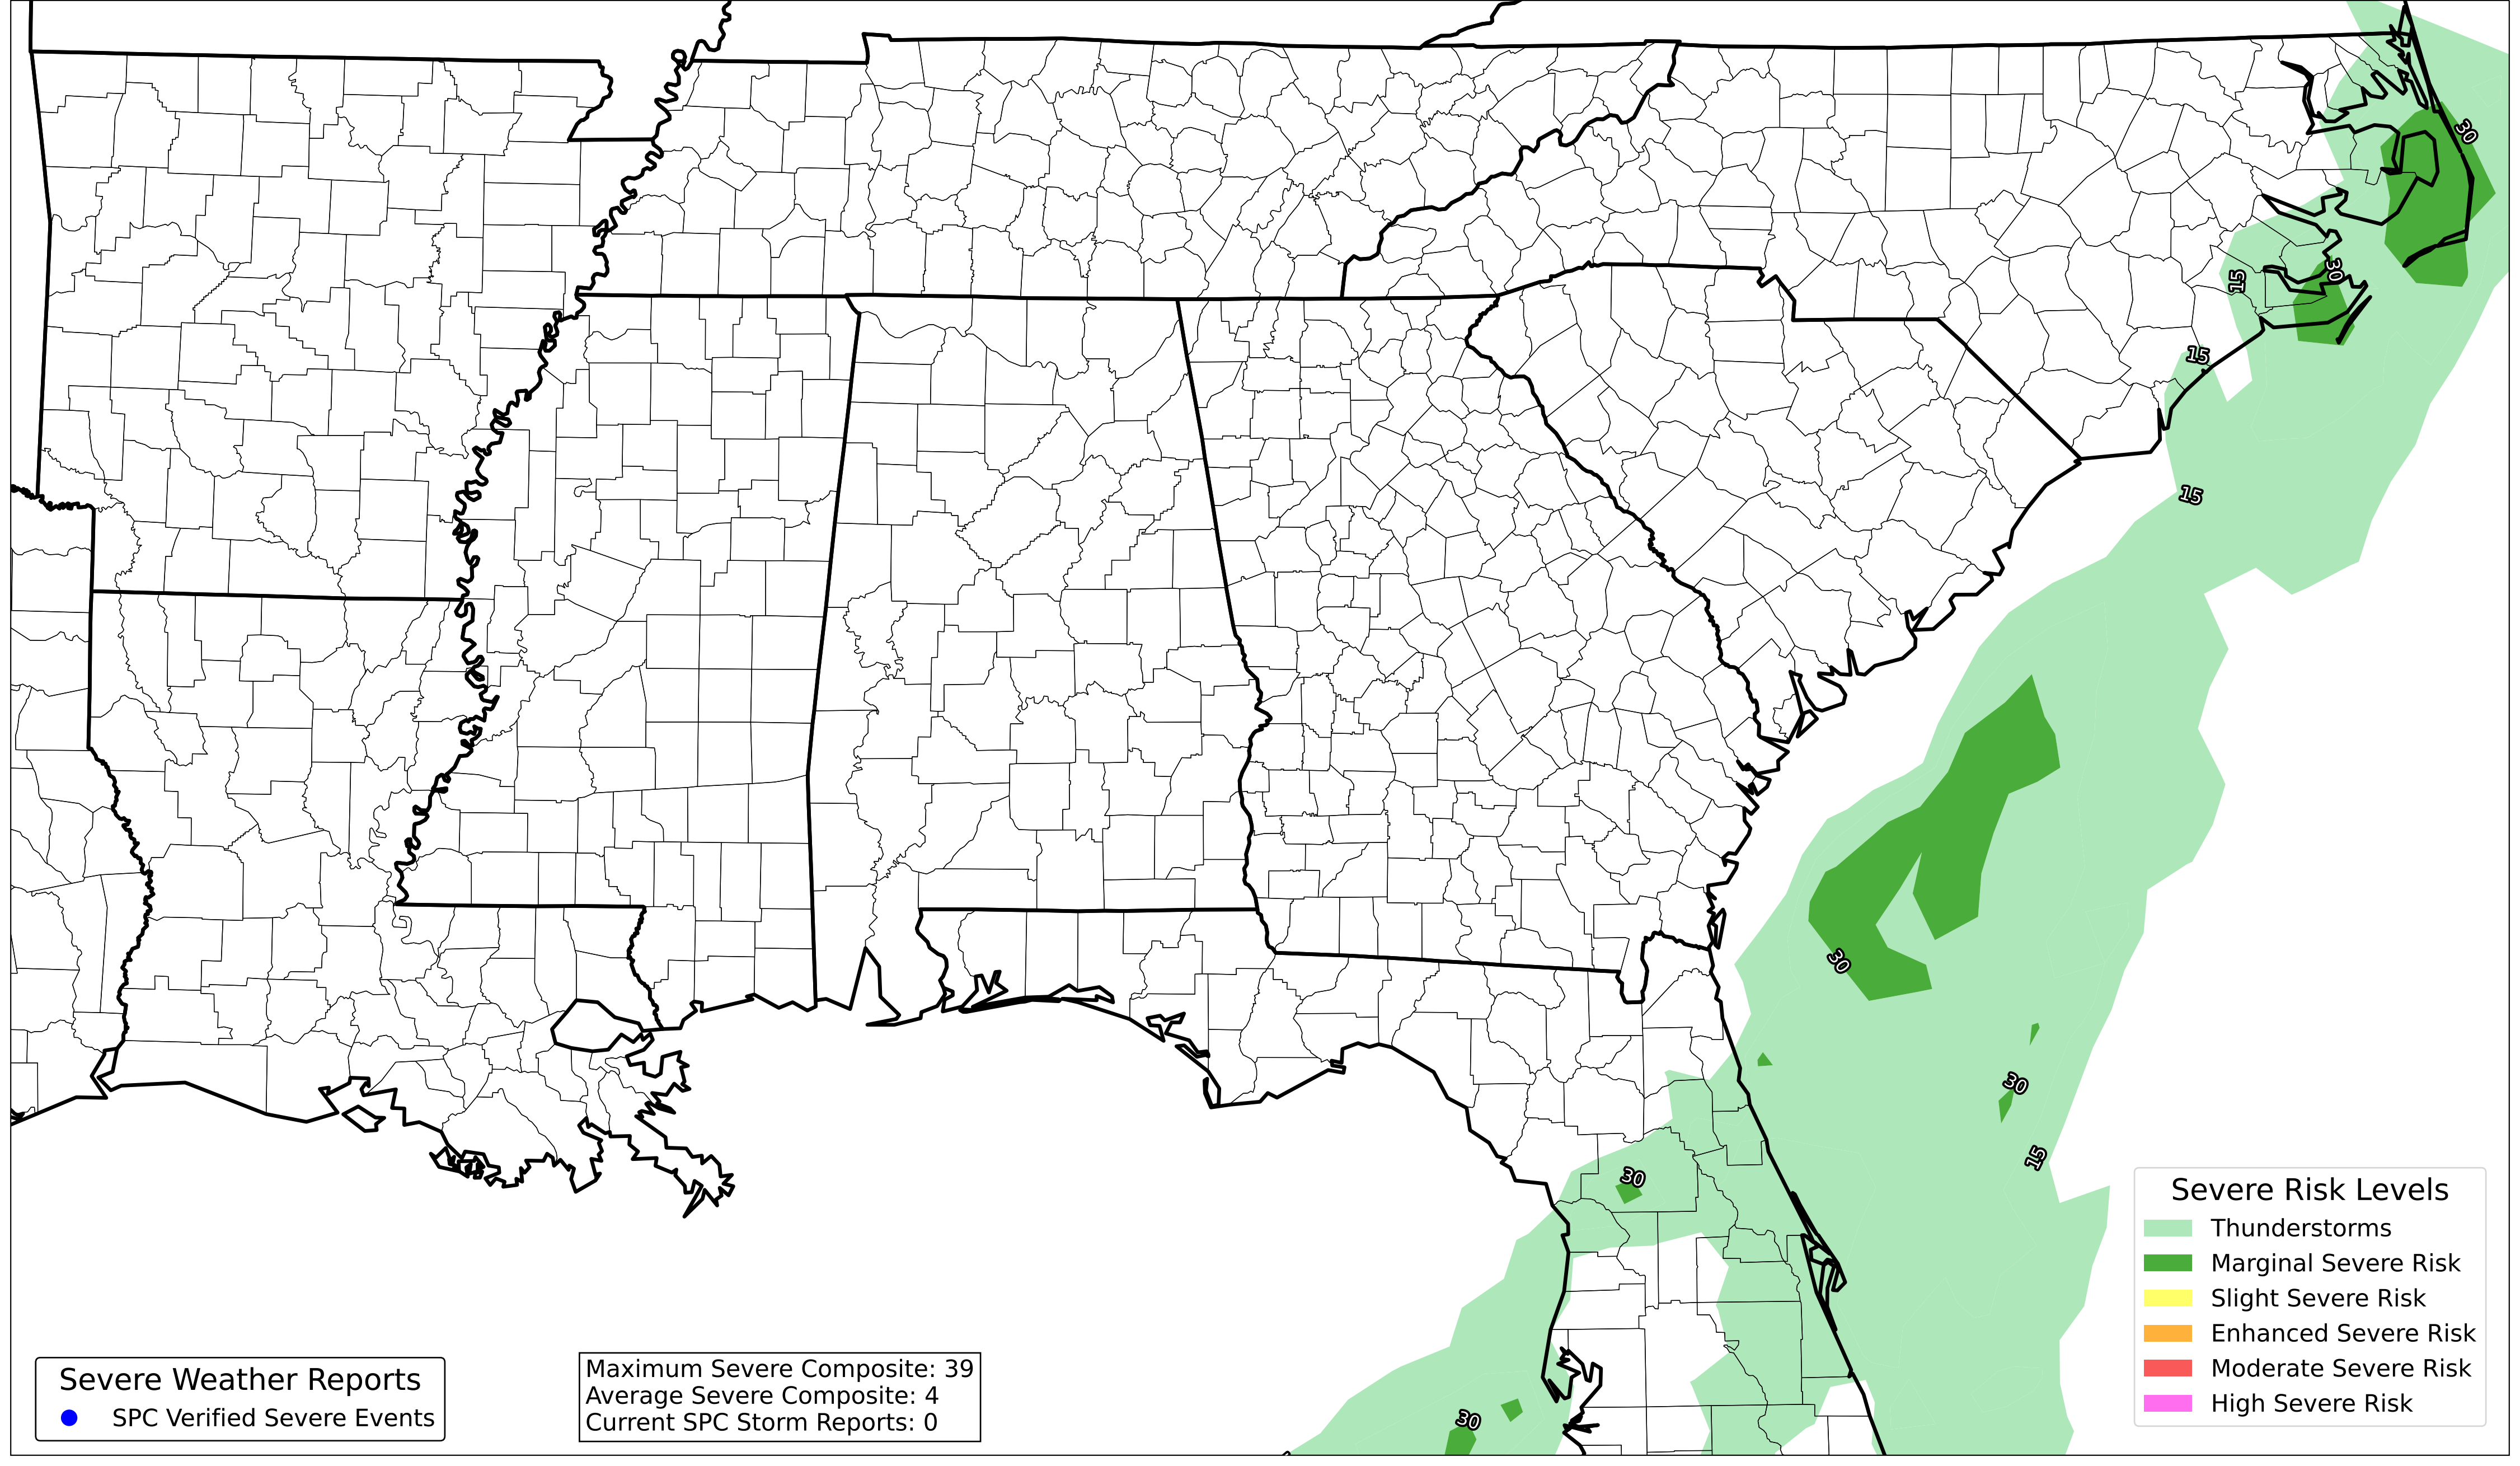 30
30
15
15
15
30
30
15
30
30
Severe Risk Levels
Thunderstorms
Marginal Severe Risk
Slight Severe Risk
Enhanced Severe Risk
Moderate Severe Risk
High Severe Risk
Severe Weather Reports
SPC Verified Severe Events
Maximum Severe Composite: 39
Average Severe Composite: 4
Current SPC Storm Reports: 0